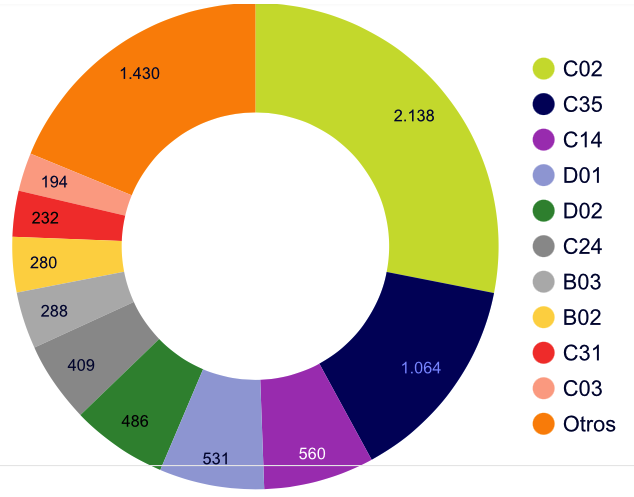 2.138
1.064
560
531
486
409
288
280
232
194
1.430
C02
C35
C14
D01
D02
C24
B03
B02
C31
C03
Otros